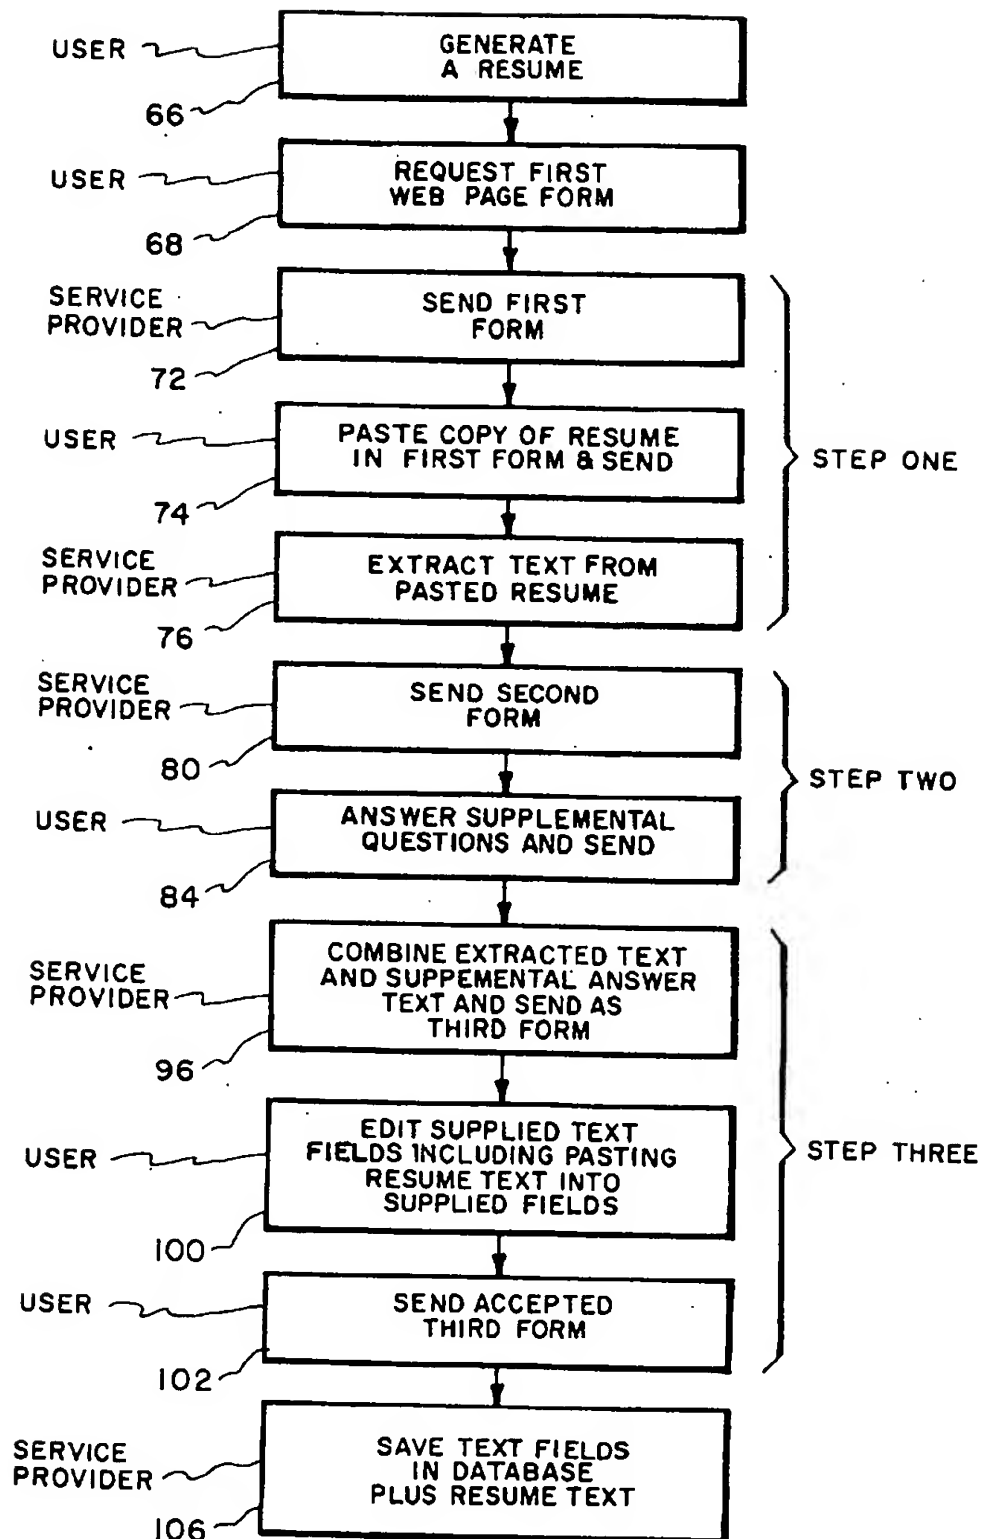 USER
GENERATE
A RESUME
66
USER
REQUEST FIRST
WEB PAGE FORM
68
SERVICE
PROVIDER
SEND FIRST
FORM
72
USER
PASTE COPY OF RESUME
IN FIRST FORM & SEND
74
SERVICE
PROVIDER
EXTRACT TEXT FROM
PASTED RESUME
76
STEP ONE
SERVICE
PROVIDER
SEND SECOND
FORM
80
USER
ANSWER SUPPLEMENTAL
QUESTIONS AND SEND
84
STEP TWO
SERVICE
PROVIDER
COMBINE EXTRACTED TEXT
AND SUPPEMENTAL ANSWER
TEXT AND SEND AS
THIRD FORM
96
USER
EDIT SUPPLIED TEXT
FIELDS INCLUDING PASTING
RESUME TEXT INTO
SUPPLIED FIELDS
100
USER
SEND ACCEPTED
THIRD FORM
102
STEP THREE
SERVICE
PROVIDER
SAVE TEXT FIELDS
IN DATABASE
PLUS RESUME TEXT
106